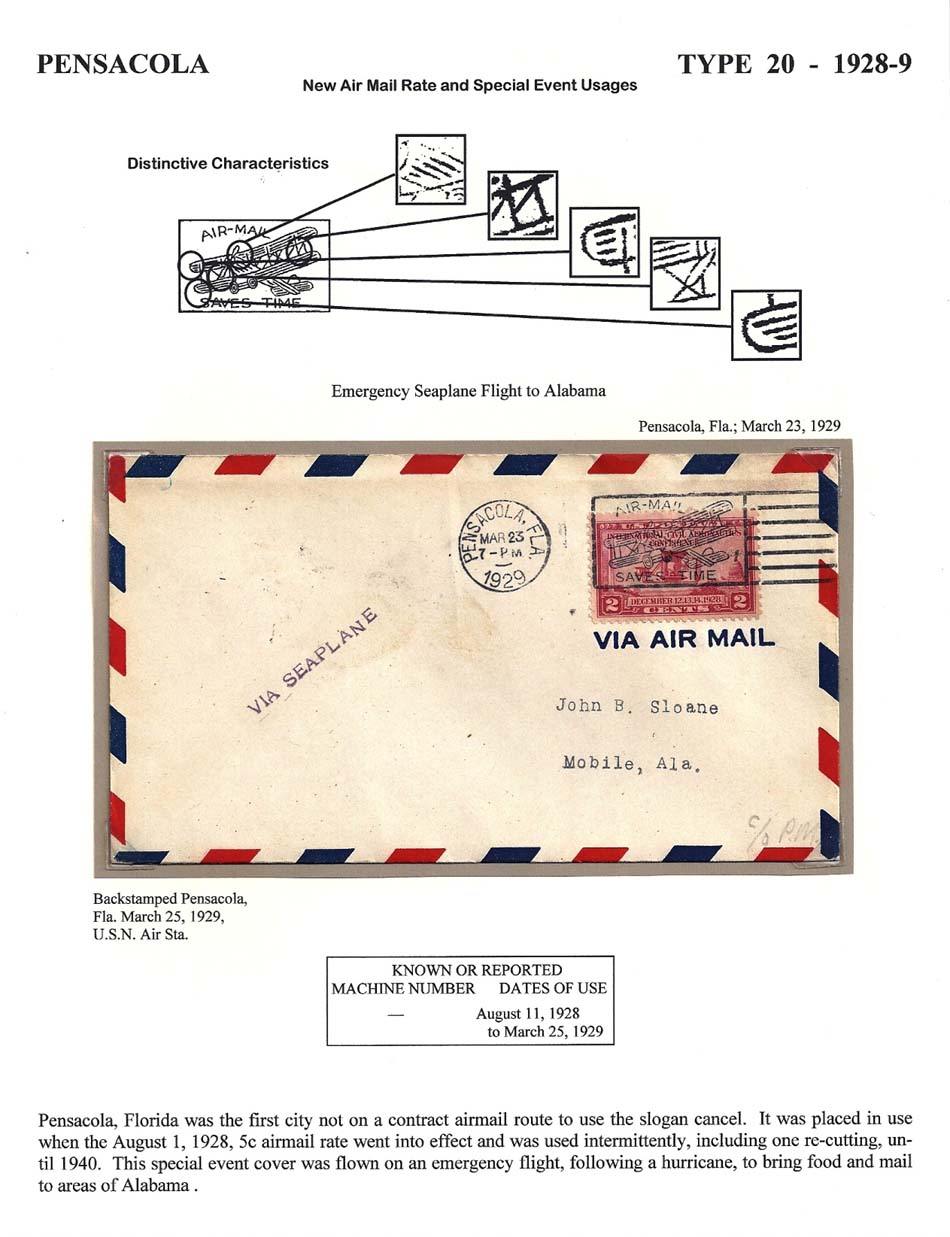 PENSACOLA
TYPE 20 - 1928-9
New Air Mail Rate and Special Event Usages
Distinctive Characteristics
AIR-MAIL
SAVES TIME
Emergency Seaplane Flight to Alabama
Pensacola, Fla.; March 23, 1929
PENSACOLA, FLA.
MAR 23
7-PM
1929
AIR-MAIL
INTERNATIONAL CIVIL AERONAUTICS
CONFERENCE
SAVES TIME
DECEMBER 12.13.14.1928
2 CENTS 2
VIA AIR MAIL
VIA SEAPLANE
John B. Sloane
Mobile, Ala.
c/o P.M.
Backstamped Pensacola,
Fla. March 25, 1929,
U.S.N. Air Sta.
KNOWN OR REPORTED
MACHINE NUMBER DATES OF USE
— August 11, 1928
to March 25, 1929
Pensacola, Florida was the first city not on a contract airmail route to use the slogan cancel. It was placed in use
when the August 1, 1928, 5c airmail rate went into effect and was used intermittently, including one re-cutting, un-
til 1940. This special event cover was flown on an emergency flight, following a hurricane, to bring food and mail
to areas of Alabama .